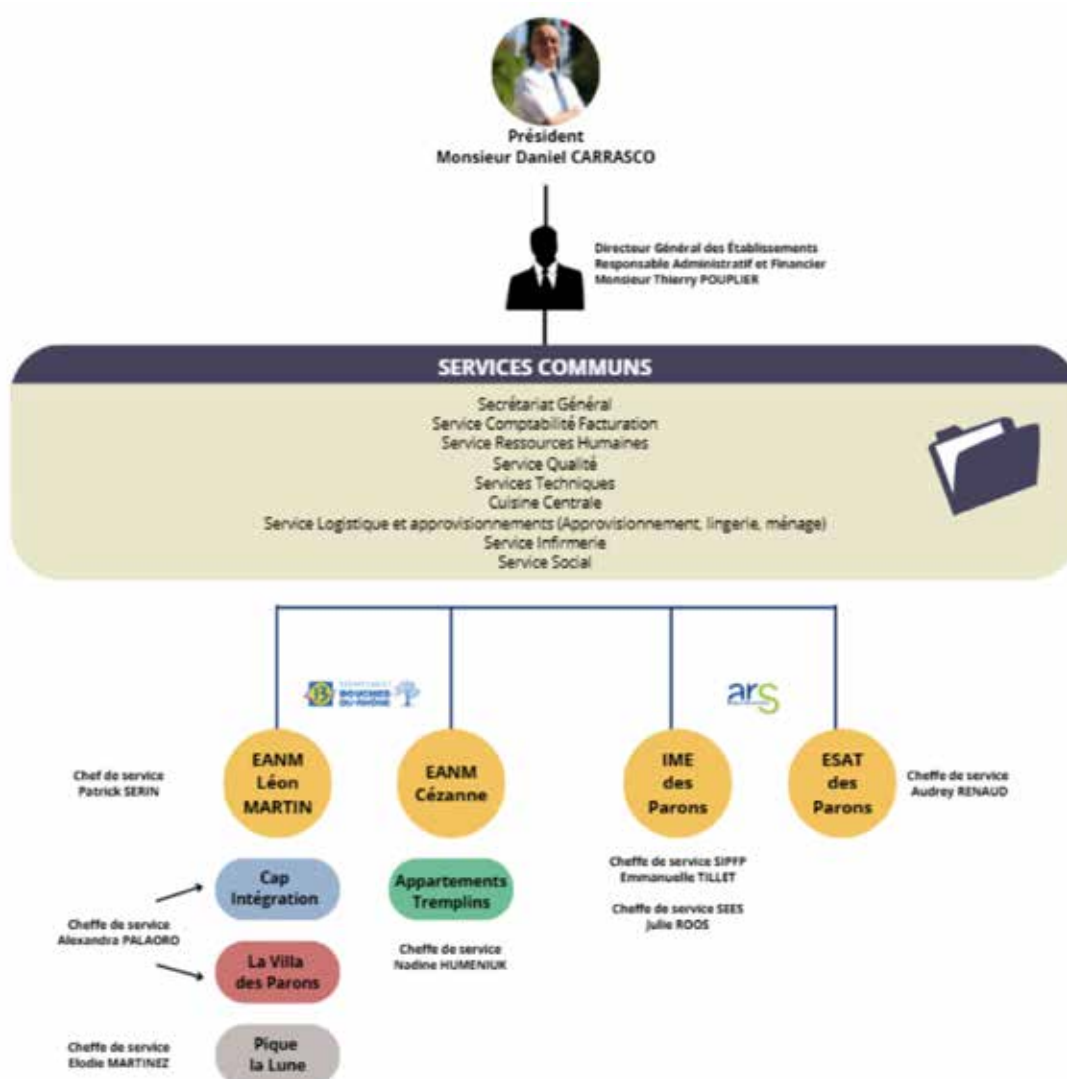 Président
Monsieur Daniel CARRASCO
Directeur Général des Établissements
Responsable Administratif et Financier
Monsieur Thierry POUPLIER
SERVICES COMMUNS
Secrétariat Général
Service Comptabilité Facturation
Service Ressources Humaines
Service Qualité
Services Techniques
Cuisine Centrale
Service Logistique et approvisionnements (Approvisionnement, lingerie, ménage)
Service Infirmerie
Service Social
DÉPARTEMENT
BOUCHES
DU-RHÔNE
ars
Chef de service
Patrick SERIN
EANM
Léon
MARTIN
EANM
Cézanne
IME
des
Parons
ESAT
des
Parons
Cheffe de service
Audrey RENAUD
Cheffe de service
Alexandra PALAORO
Cap
Intégration
La Villa
des Parons
Appartements
Tremplins
Cheffe de service
Nadine HUMENIUK
Cheffe de service SIPFP
Emmanuelle TILLET
Cheffe de service SEES
Julie ROOS
Cheffe de service
Elodie MARTINEZ
Pique
la Lune